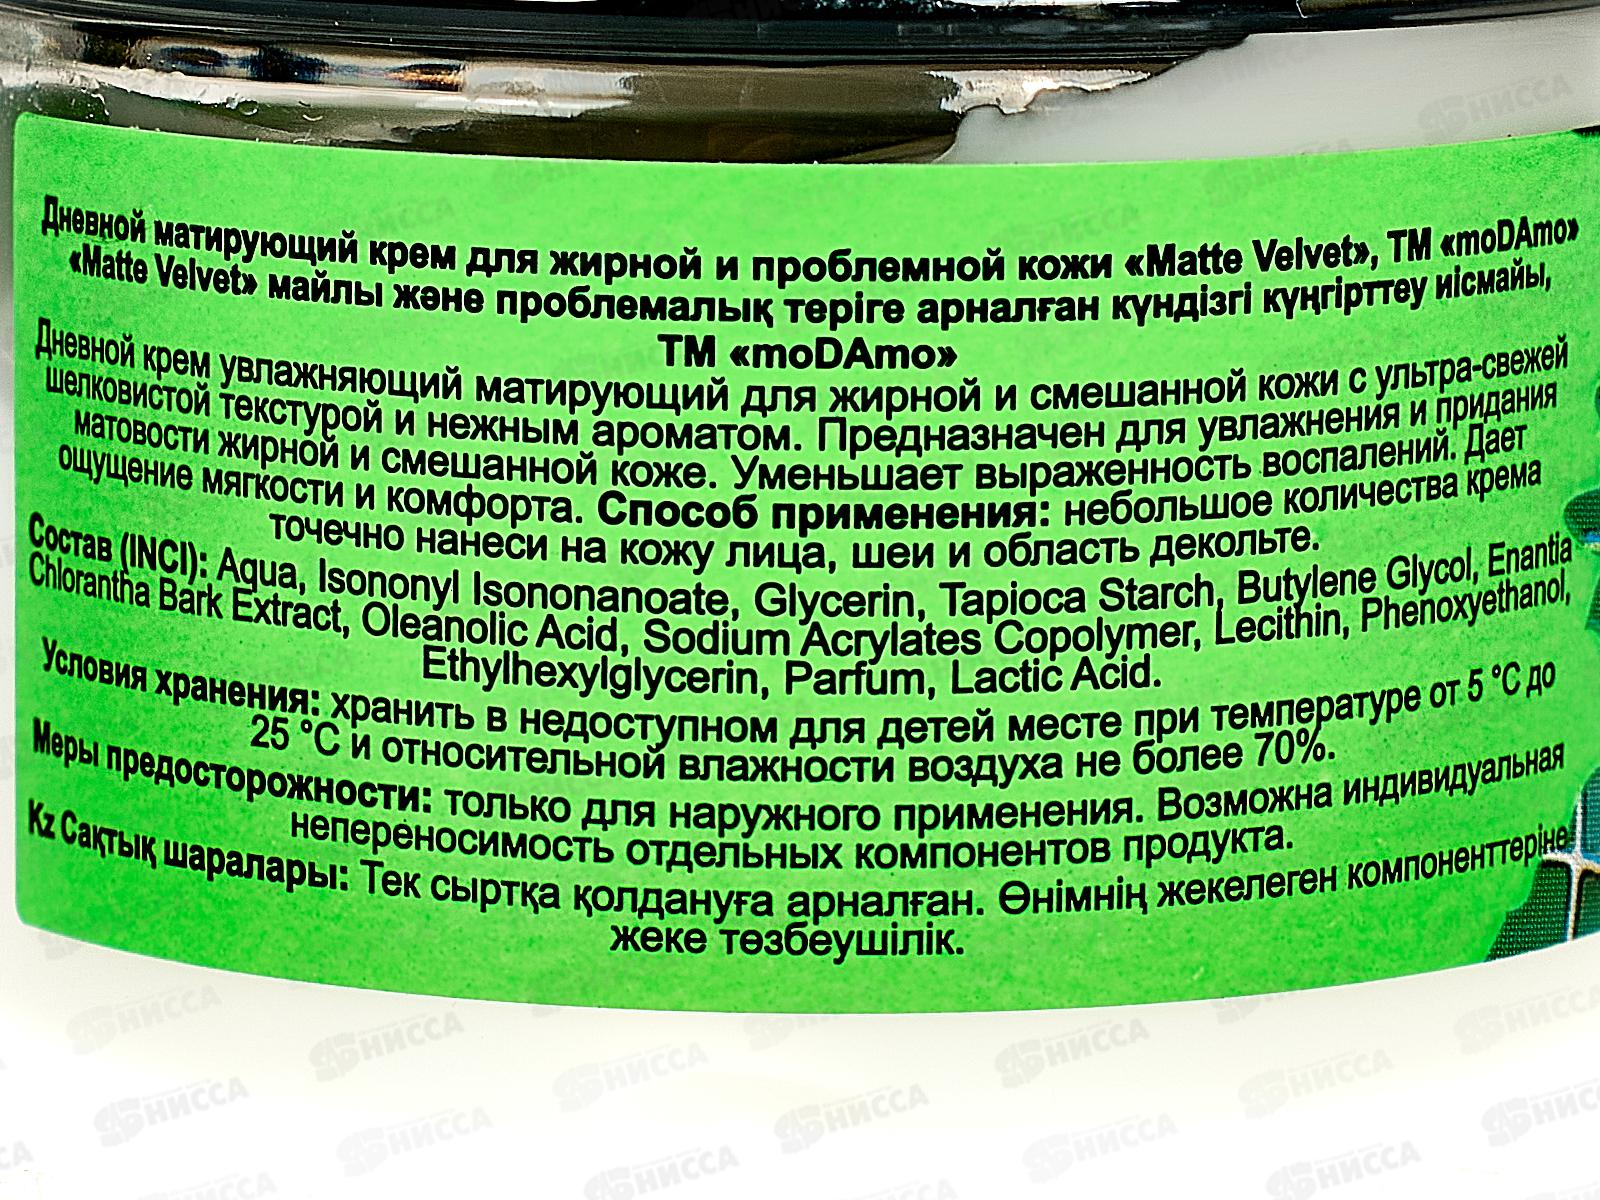 Дневной матирующий крем для жирной и проблемной кожи «Matte Velvet», ТМ «moDAmo»
«Matte Velvet» майлы және проблемалық теріге арналған күндізгі күңгірттеу иісмайы,
ТМ «moDAmo»
Дневной крем увлажняющий матирующий для жирной и смешанной кожи с ультра-свежей
шелковистой текстурой и нежным ароматом. Предназначен для увлажнения и придания
матовости жирной и смешанной коже. Уменьшает выраженность воспалений. Дает
ощущение мягкости и комфорта. Способ применения: небольшое количества крема
точечно нанеси на кожу лица, шеи и область декольте.
Состав (INCI): Aqua, Isononyl Isononanoate, Glycerin, Tapioca Starch, Butylene Glycol, Enantia
Chlorantha Bark Extract, Oleanolic Acid, Sodium Acrylates Copolymer, Lecithin, Phenoxyethanol,
Ethylhexylglycerin, Parfum, Lactic Acid.
Условия хранения: хранить в недоступном для детей месте при температуре от 5 °C до
25 °C и относительной влажности воздуха не более 70%.
Меры предосторожности: только для наружного применения. Возможна индивидуальная
непереносимость отдельных компонентов продукта.
Kz Сақтық шаралары: Тек сыртқа қолдануға арналған. Өнімнің жекелеген компоненттеріне
жеке төзбеушілік.